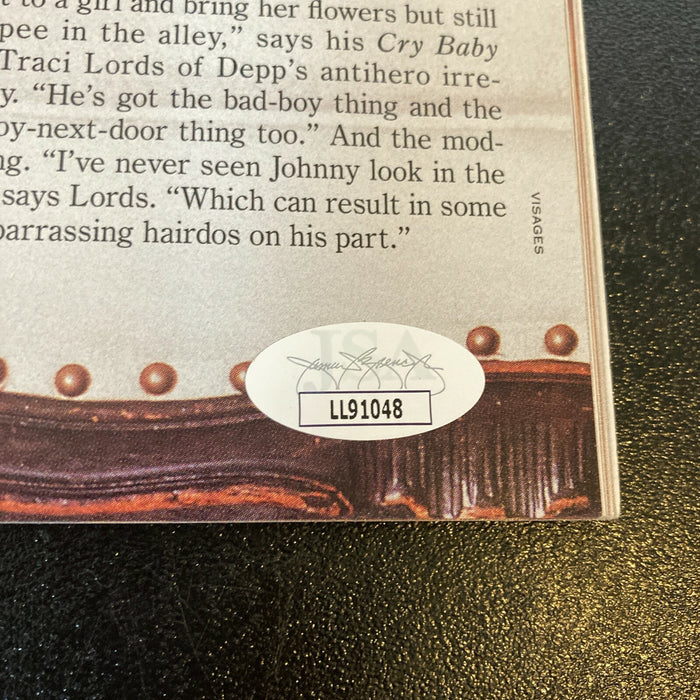 t to a girl and bring her flowers but still
pee in the alley,” says his Cry Baby
Traci Lords of Depp’s antihero irre-
y. “He’s got the bad-boy thing and the
oy-next-door thing too.” And the mod-
ng. “I’ve never seen Johnny look in the
says Lords. “Which can result in some
barrassing hairdos on his part.”
VISAGES
JSA
James Spence Jr
LL91048